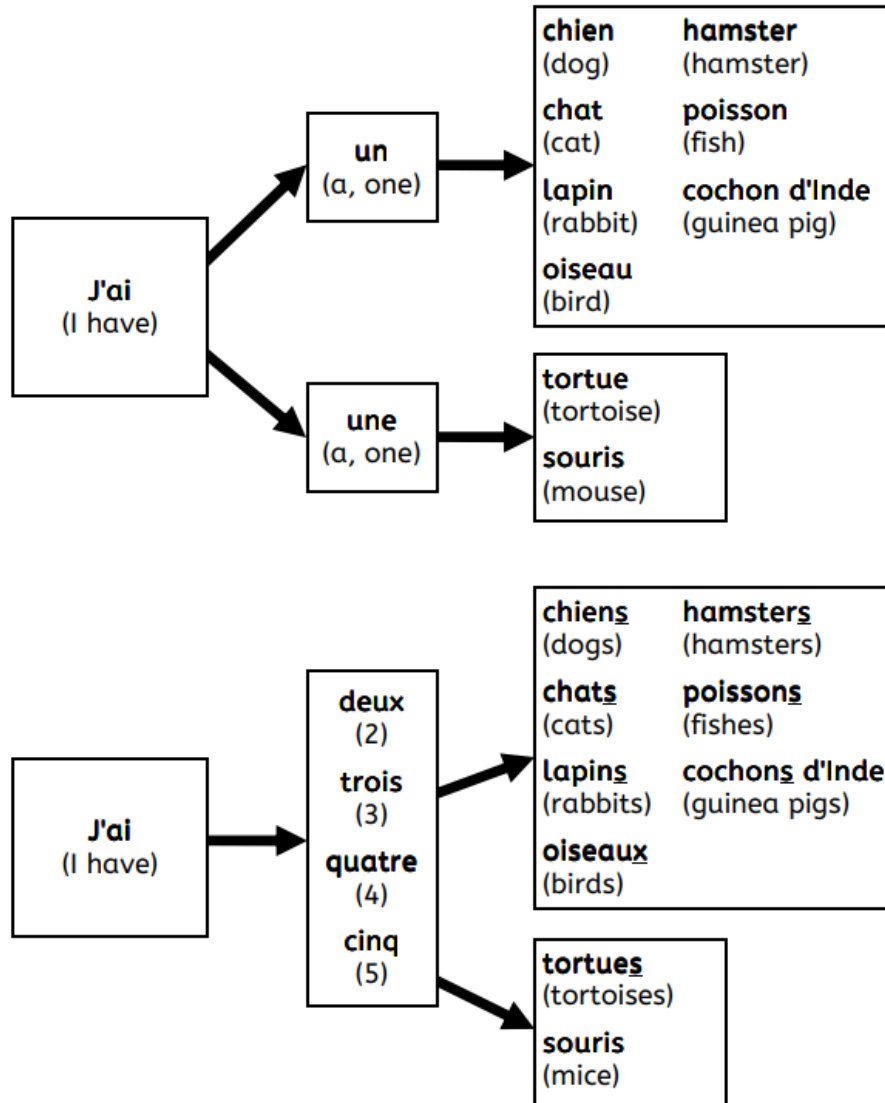 J'ai
(I have)
un
(a, one)
chien hamster
(dog) (hamster)
chat poisson
(cat) (fish)
lapin cochon d'Inde
(rabbit) (guinea pig)
oiseau
(bird)
une
(a, one)
tortue
(tortoise)
souris
(mouse)
J'ai
(I have)
deux
(2)
trois
(3)
quatre
(4)
cinq
(5)
chiens hamsters
(dogs) (hamsters)
chats poissons
(cats) (fishes)
lapins cochons d'Inde
(rabbits) (guinea pigs)
oiseaux
(birds)
tortues
(tortoises)
souris
(mice)